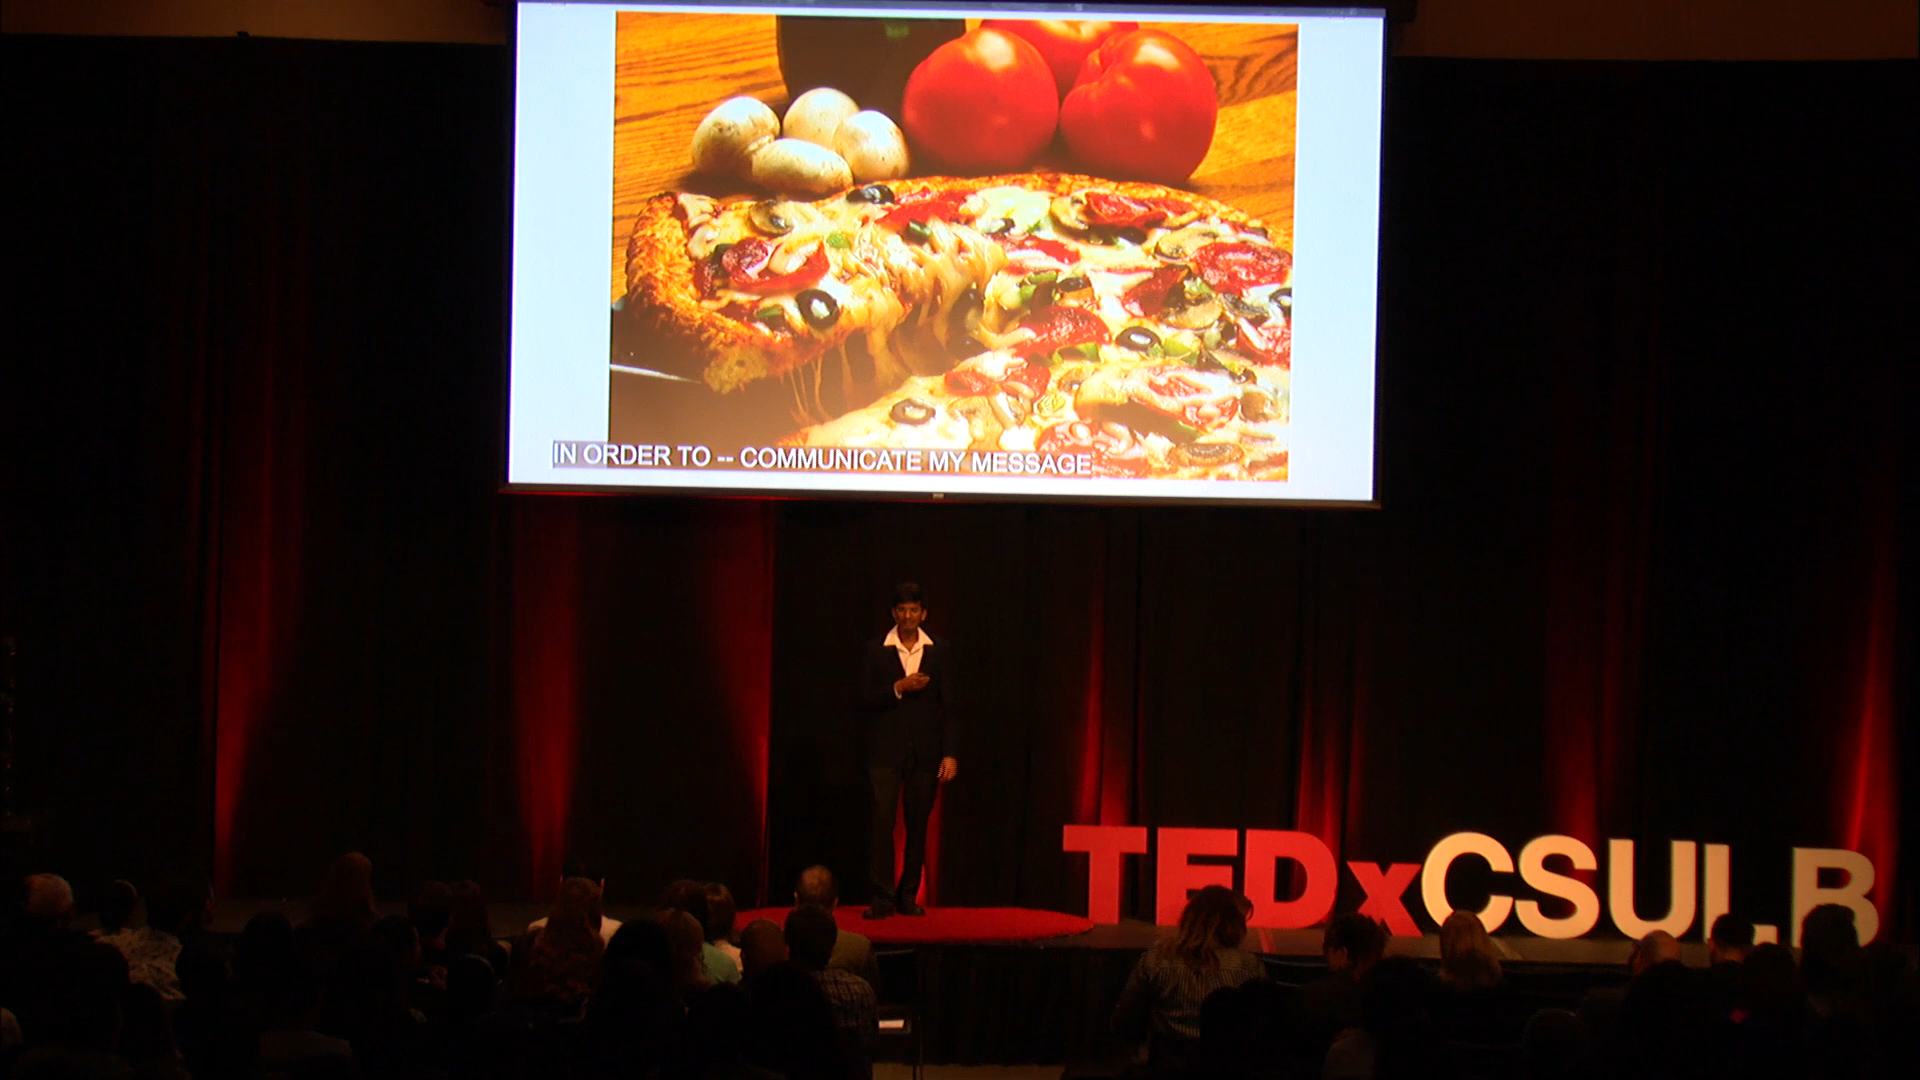 IN ORDER TO -- COMMUNICATE MY MESSAGE
TEDxCSULB